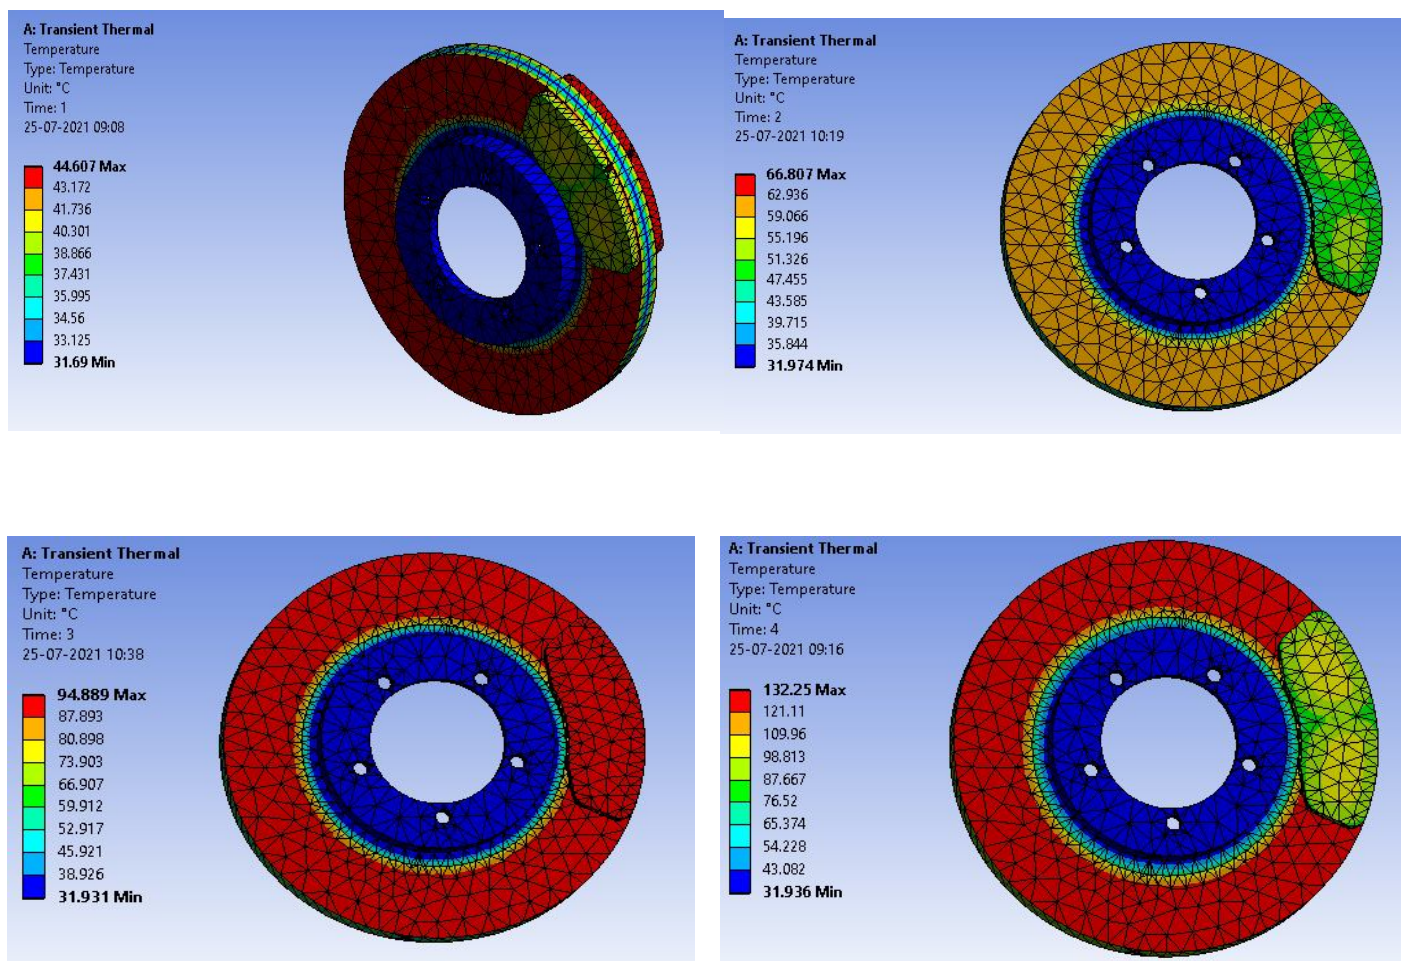 A: Transient Thermal
Temperature
Type: Temperature
Unit: °C
Time: 1
25-07-2021 09:08
44.607 Max
43.172
41.736
40.301
38.866
37.431
35.995
34.56
33.125
31.69 Min
A: Transient Thermal
Temperature
Type: Temperature
Unit: °C
Time: 2
25-07-2021 10:19
66.807 Max
62.936
59.066
55.196
51.326
47.455
43.585
39.715
35.844
31.974 Min
A: Transient Thermal
Temperature
Type: Temperature
Unit: °C
Time: 3
25-07-2021 10:38
94.889 Max
87.893
80.898
73.903
66.907
59.912
52.917
45.921
38.926
31.931 Min
A: Transient Thermal
Temperature
Type: Temperature
Unit: °C
Time: 4
25-07-2021 09:16
132.25 Max
121.11
109.96
98.813
87.667
76.52
65.374
54.228
43.082
31.936 Min